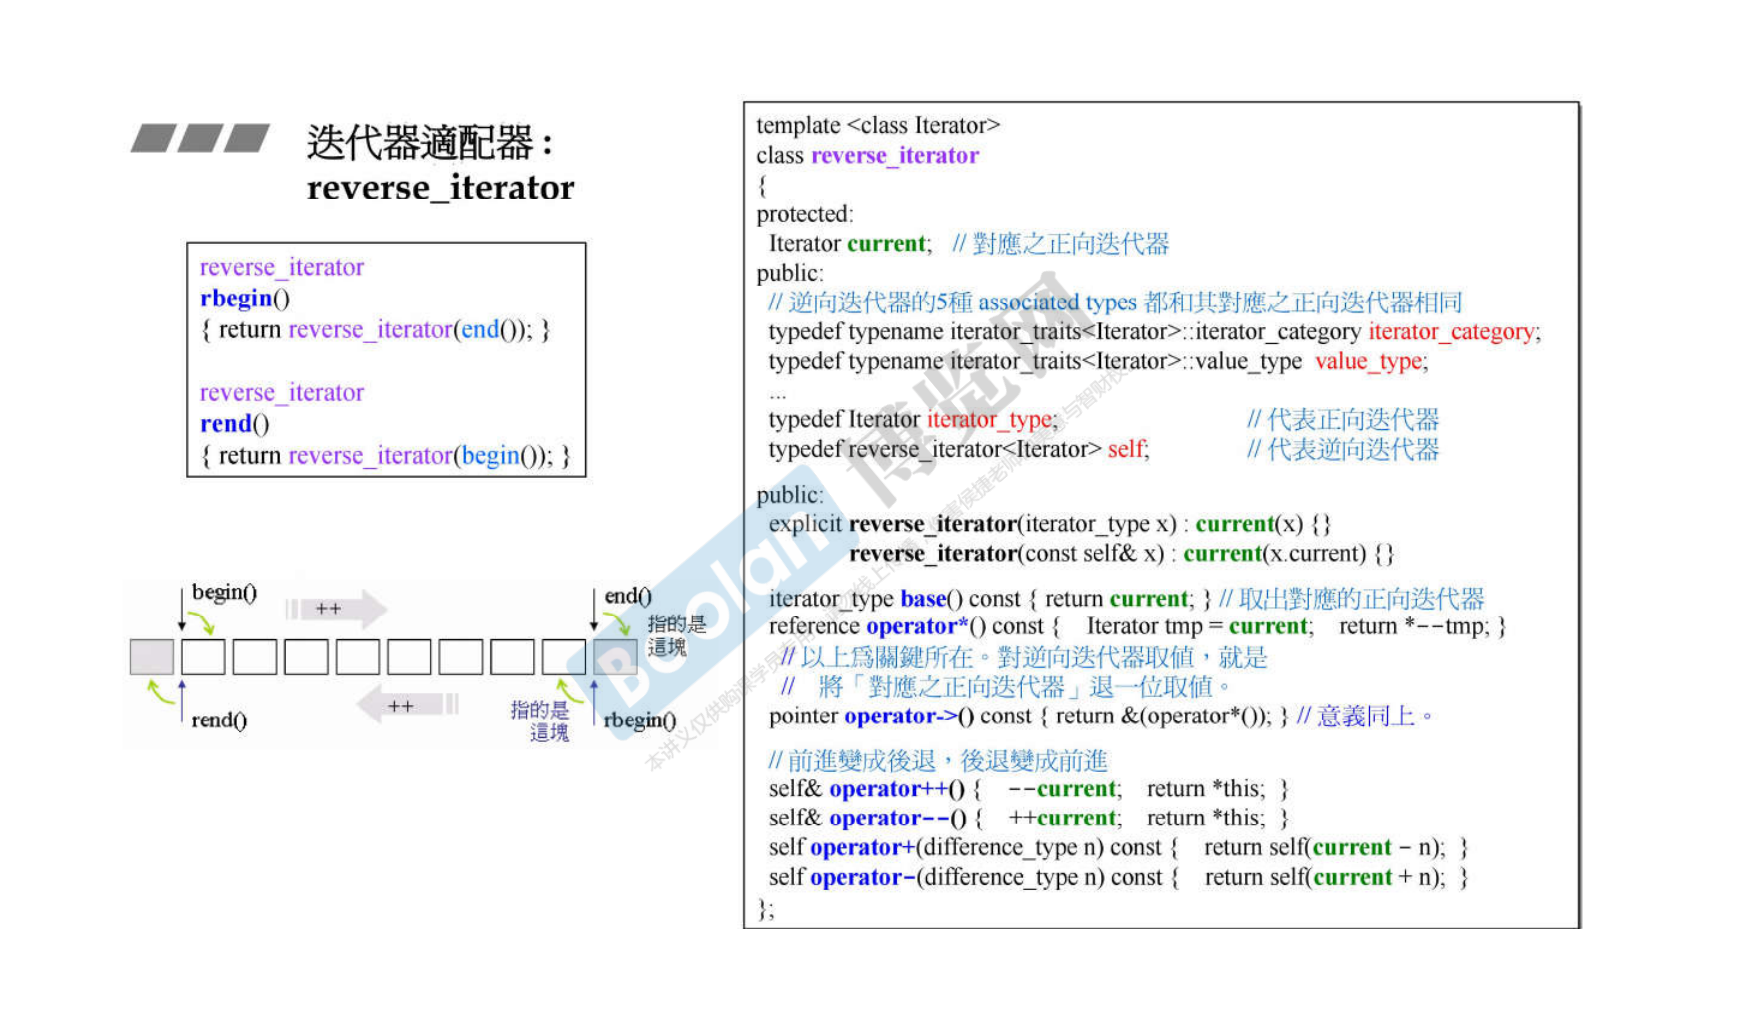 迭代器適配器 :
reverse_iterator
reverse_iterator
rbegin()
{ return reverse_iterator(end()); }
reverse_iterator
rend()
{ return reverse_iterator(begin()); }
begin()
++
end()
指的是
這塊
rend()
++
指的是
這塊
rbegin()
template <class Iterator>
class reverse_iterator
{
protected:
Iterator current; // 對應之正向迭代器
public:
// 逆向迭代器的5種 associated types 都和其對應之正向迭代器相同
typedef typename iterator_traits<Iterator>::iterator_category iterator_category;
typedef typename iterator_traits<Iterator>::value_type value_type;
...
typedef Iterator iterator_type; // 代表正向迭代器
typedef reverse_iterator<Iterator> self; // 代表逆向迭代器
public:
explicit reverse_iterator(iterator_type x) : current(x) {}
reverse_iterator(const self& x) : current(x.current) {}
iterator_type base() const { return current; } // 取出對應的正向迭代器
reference operator*() const { Iterator tmp = current; return *--tmp; }
// 以上爲關鍵所在。對逆向迭代器取値，就是
// 將「對應之正向迭代器」退一位取値。
pointer operator->() const { return &(operator*()); } // 意義同上。
// 前進變成後退，後退變成前進
self& operator++() { --current; return *this; }
self& operator--() { ++current; return *this; }
self operator+(difference_type n) const { return self(current - n); }
self operator-(difference_type n) const { return self(current + n); }
};
Boolan
博览网